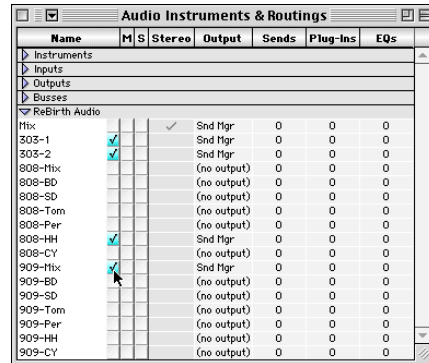 Audio Instruments & Routings
Name M S Stereo Output Sends Plug-Ins EQs
Instruments
Inputs
Outputs
Busses
ReBirth Audio
Mix Snd Mgr 0 0 0
303-1 Snd Mgr 0 0 0
303-2 Snd Mgr 0 0 0
808-Mix (no output) 0 0 0
808-BD (no output) 0 0 0
808-SD (no output) 0 0 0
808-Tom (no output) 0 0 0
808-Per (no output) 0 0 0
808-HH Snd Mgr 0 0 0
808-CY (no output) 0 0 0
909-Mix Snd Mgr 0 0 0
909-BD (no output) 0 0 0
909-SD (no output) 0 0 0
909-Tom (no output) 0 0 0
909-Per (no output) 0 0 0
909-HH (no output) 0 0 0
909-CY (no output) 0 0 0